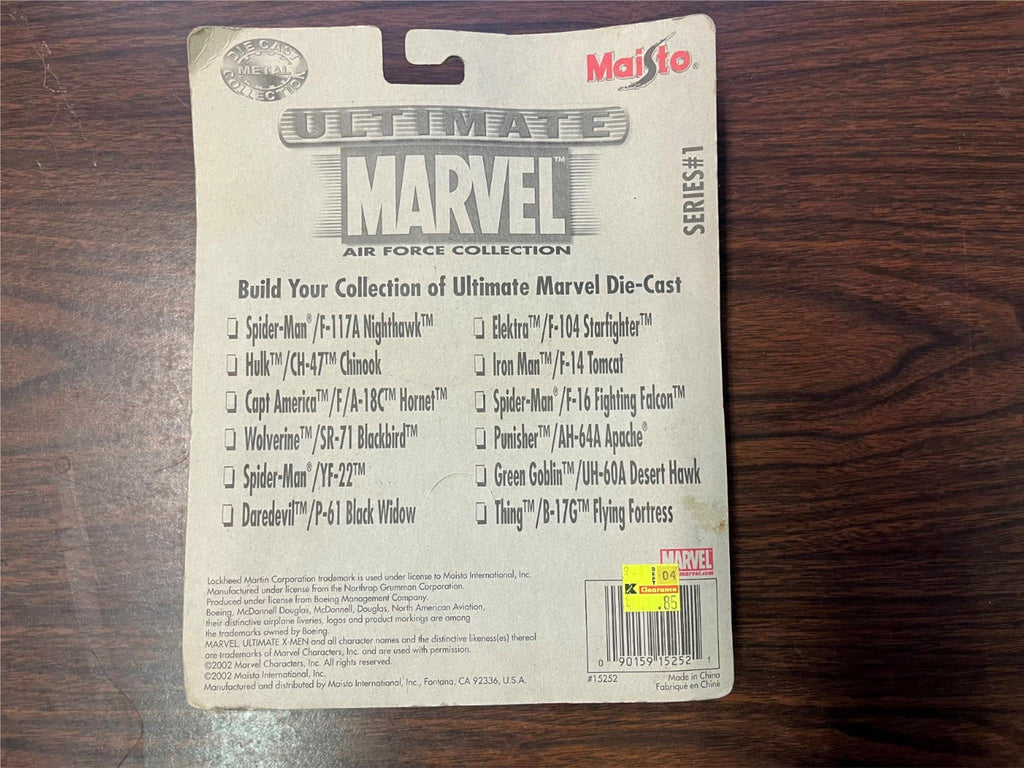 DIE CAST
METAL
COLLECTION
Maisto®
ULTIMATE
MARVEL™
AIR FORCE COLLECTION
SERIES#1
Build Your Collection of Ultimate Marvel Die-Cast
Spider-Man®/F-117A Nighthawk™
Hulk™/CH-47™ Chinook
Capt America™/F/A-18C™ Hornet™
Wolverine™/SR-71 Blackbird™
Spider-Man®/YF-22™
Daredevil™/P-61 Black Widow
Elektra™/F-104 Starfighter™
Iron Man™/F-14 Tomcat
Spider-Man®/F-16 Fighting Falcon™
Punisher™/AH-64A Apache®
Green Goblin™/UH-60A Desert Hawk
Thing™/B-17G™ Flying Fortress
Lockheed Martin Corporation trademark is used under license to Maisto International, Inc.
Manufactured under license from the Northrop Grumman Corporation.
Produced under license from Boeing Management Company.
Boeing, McDonnell Douglas, McDonnell, Douglas, North American Aviation,
their distinctive airplane liveries, logos and product markings are among
the trademarks owned by Boeing.
MARVEL, ULTIMATE X-MEN and all character names and the distinctive likeness(es) thereof
are trademarks of Marvel Characters, Inc. and are used with permission.
©2002 Marvel Characters, Inc. All rights reserved.
©2002 Maisto International, Inc.
Manufactured and distributed by Maisto International, Inc., Fontana, CA 92336, U.S.A.
MARVEL
marvel.com
04
K Clearance
.85
0 90159 15252 1
#15252
Made in China
Fabriqué en Chine